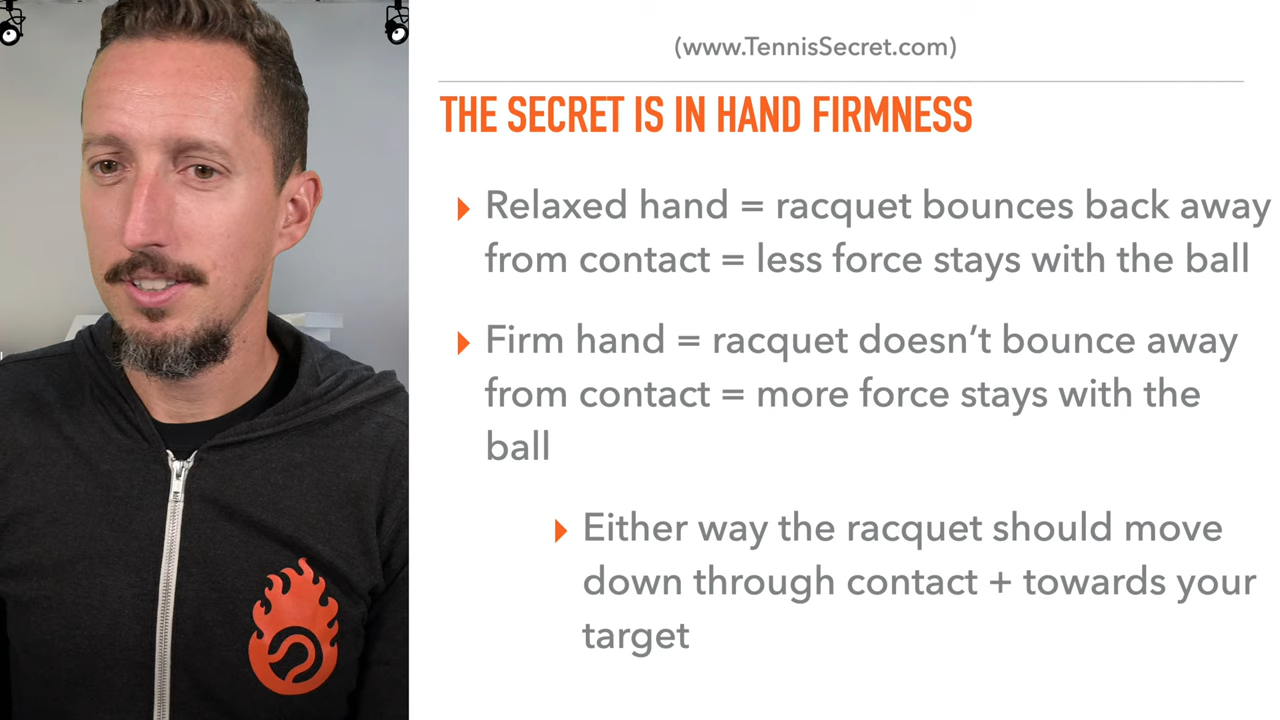 (www.TennisSecret.com)
THE SECRET IS IN HAND FIRMNESS
Relaxed hand = racquet bounces back away
from contact = less force stays with the ball
Firm hand = racquet doesn’t bounce away
from contact = more force stays with the
ball
Either way the racquet should move
down through contact + towards your
target